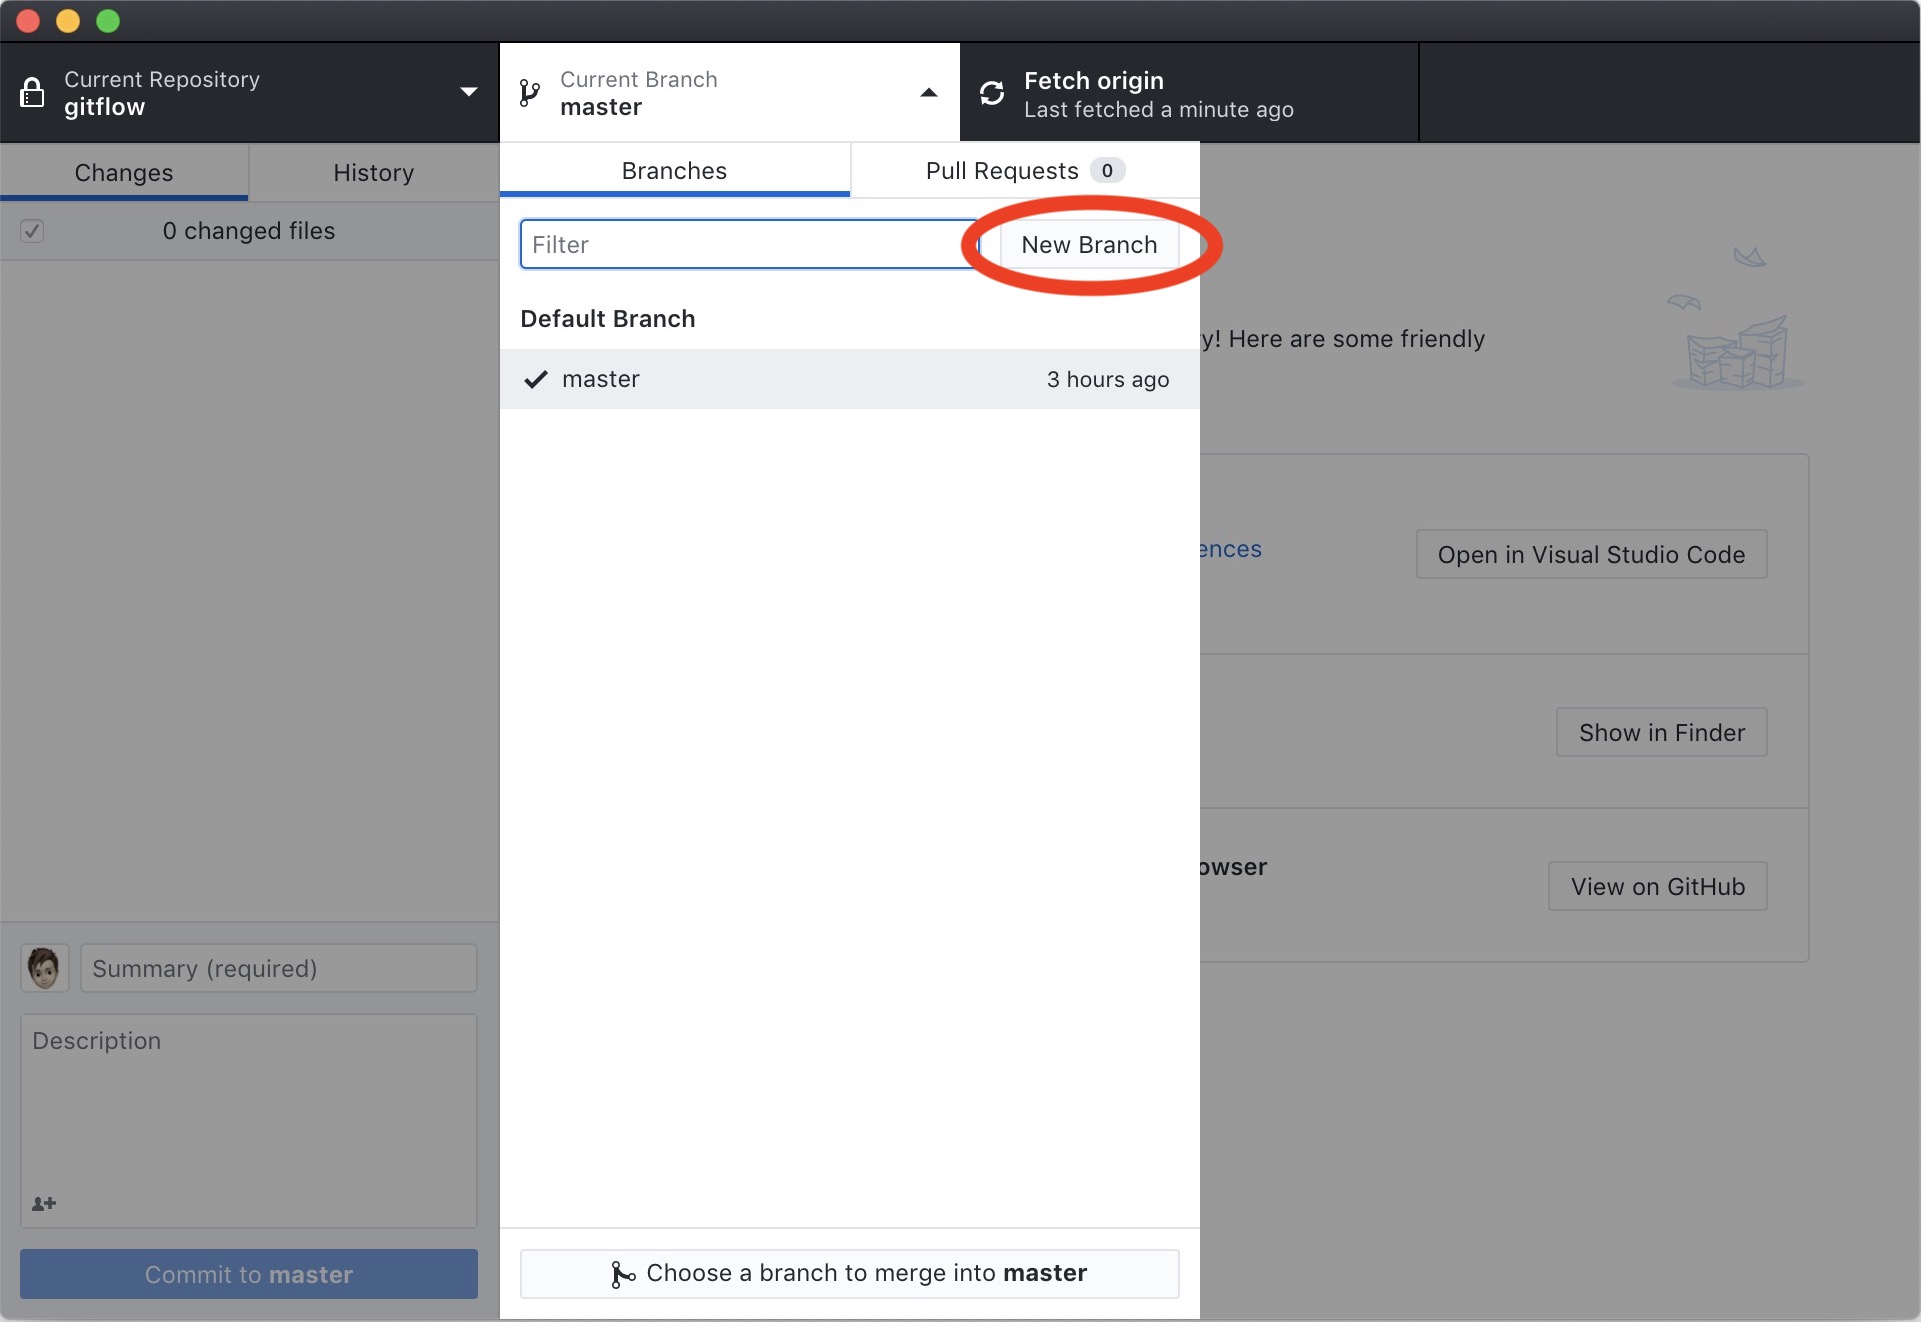 Current Repository
gitflow
Current Branch
master
Fetch origin
Last fetched a minute ago
Changes
History
Branches
Pull Requests 0
0 changed files
Filter
New Branch
Default Branch
master
3 hours ago
y! Here are some friendly
ences
Open in Visual Studio Code
Show in Finder
owser
View on GitHub
Summary (required)
Description
Commit to master
Choose a branch to merge into master